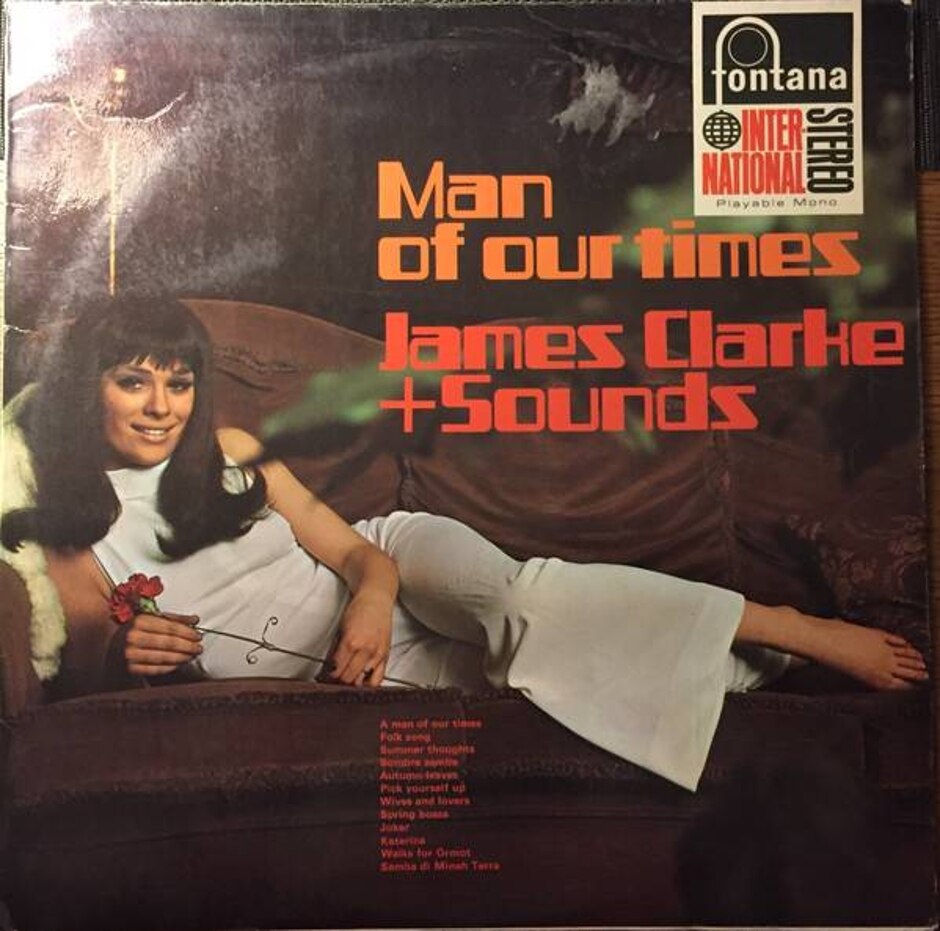 fontana
INTER-
NATIONAL
STEREO
Playable Mono
Man
of our times
James Clarke
+Sounds
A man of our times
Folk song
Summer thoughts
Sombre samba
Autumn leaves
Pick yourself up
Wives and lovers
Spring bossa
Joker
Katerina
Waltz for Ormot
Samba di Minah Terra